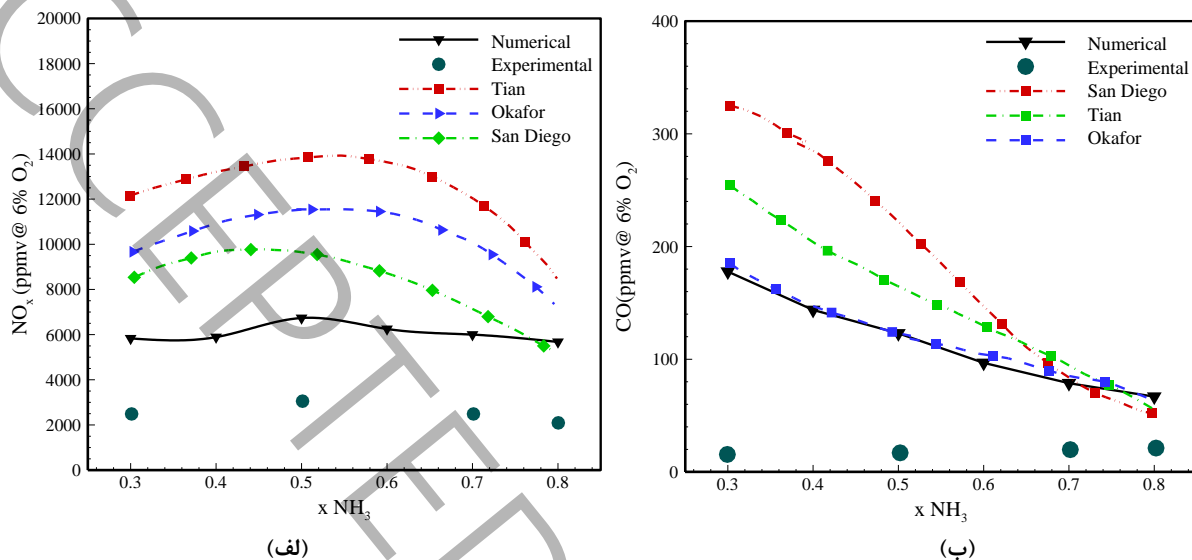 20000
18000
16000
14000
12000
10000
8000
6000
4000
2000
0
NOₓ (ppmv@ 6% O₂)
Numerical
Experimental
Tian
Okafor
San Diego
0.3 0.4 0.5 0.6 0.7 0.8
x NH₃
(لف)
400
300
200
100
0
CO(ppmv@ 6% O₂)
Numerical
Experimental
San Diego
Tian
Okafor
0.3 0.4 0.5 0.6 0.7 0.8
x NH₃
(ب)
CCEPTED